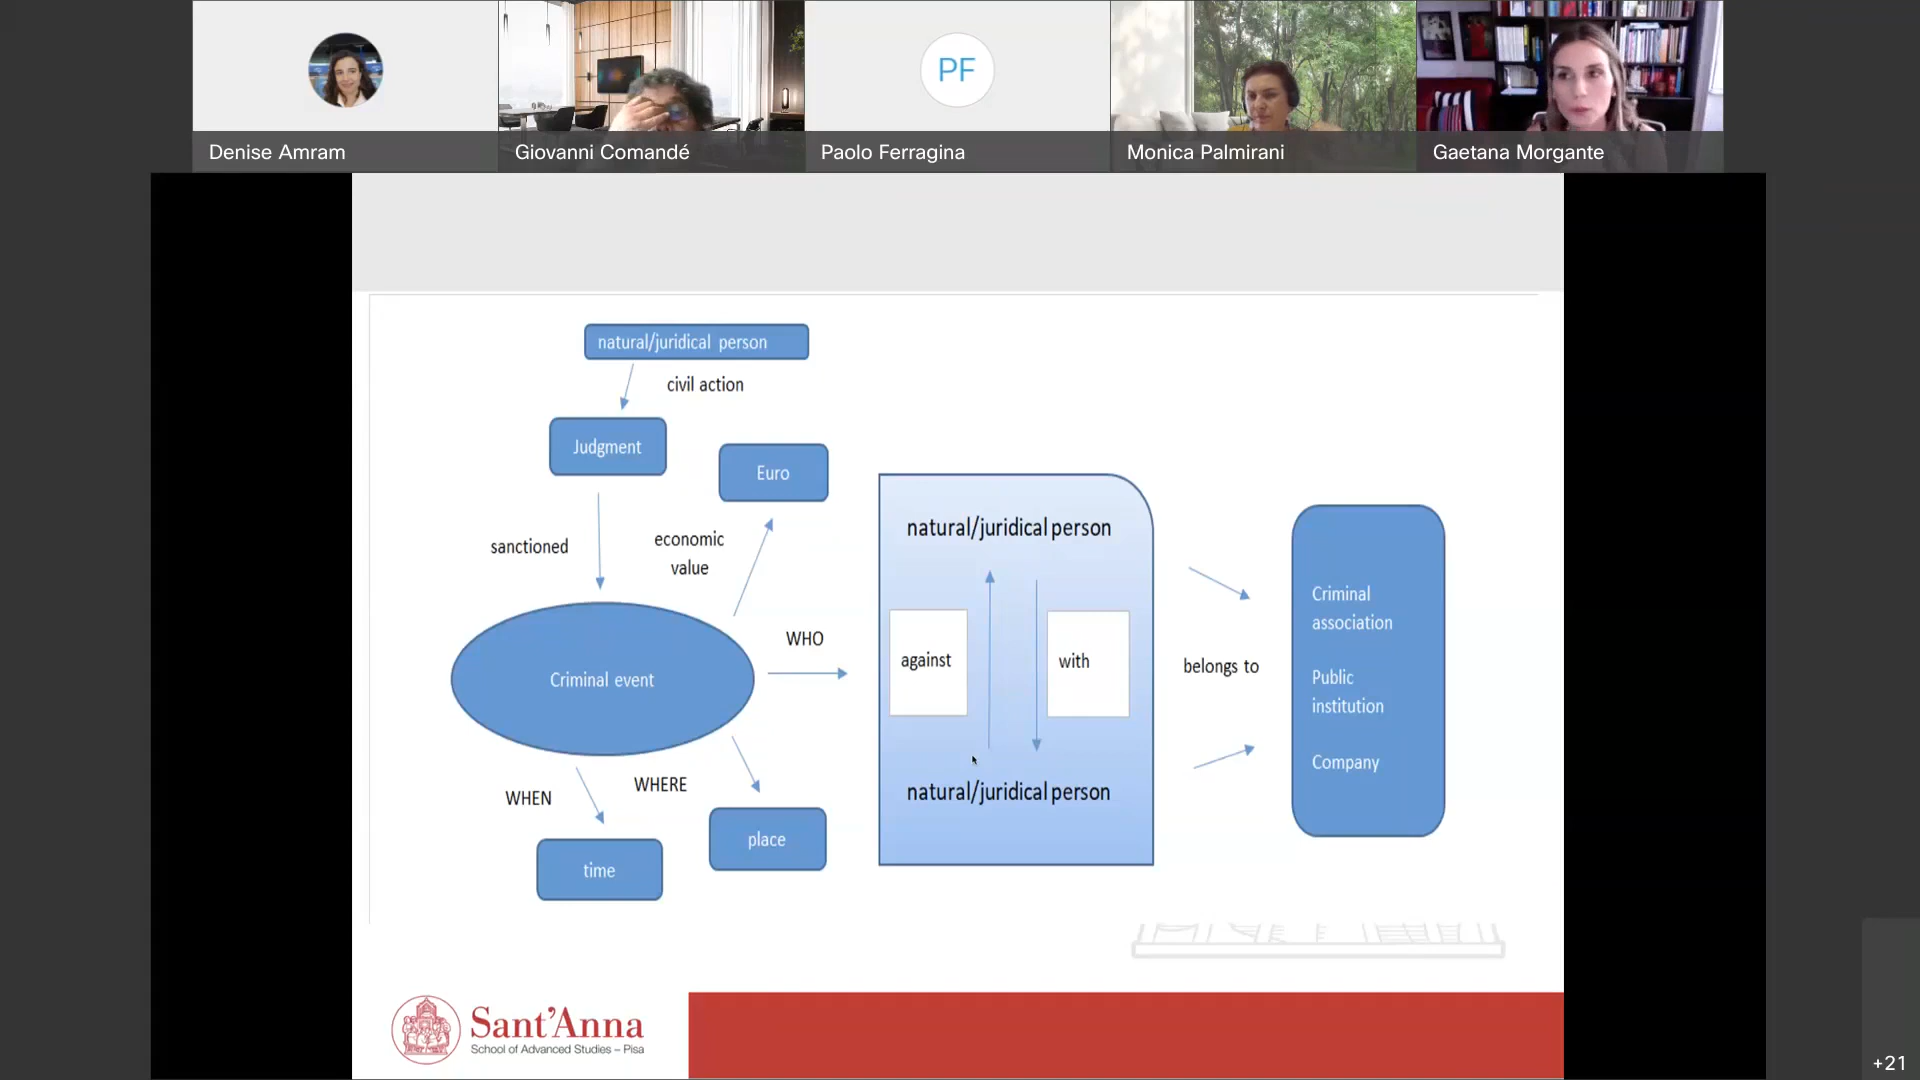 PF
Denise Amram
Giovanni Comandé
Paolo Ferragina
Monica Palmirani
Gaetana Morgante
natural/juridical person
civil action
Judgment
Euro
sanctioned
economic
value
Criminal event
WHO
WHEN
WHERE
time
place
natural/juridical person
against
with
natural/juridical person
belongs to
Criminal
association
Public
institution
Company
Sant'Anna
School of Advanced Studies – Pisa
+21